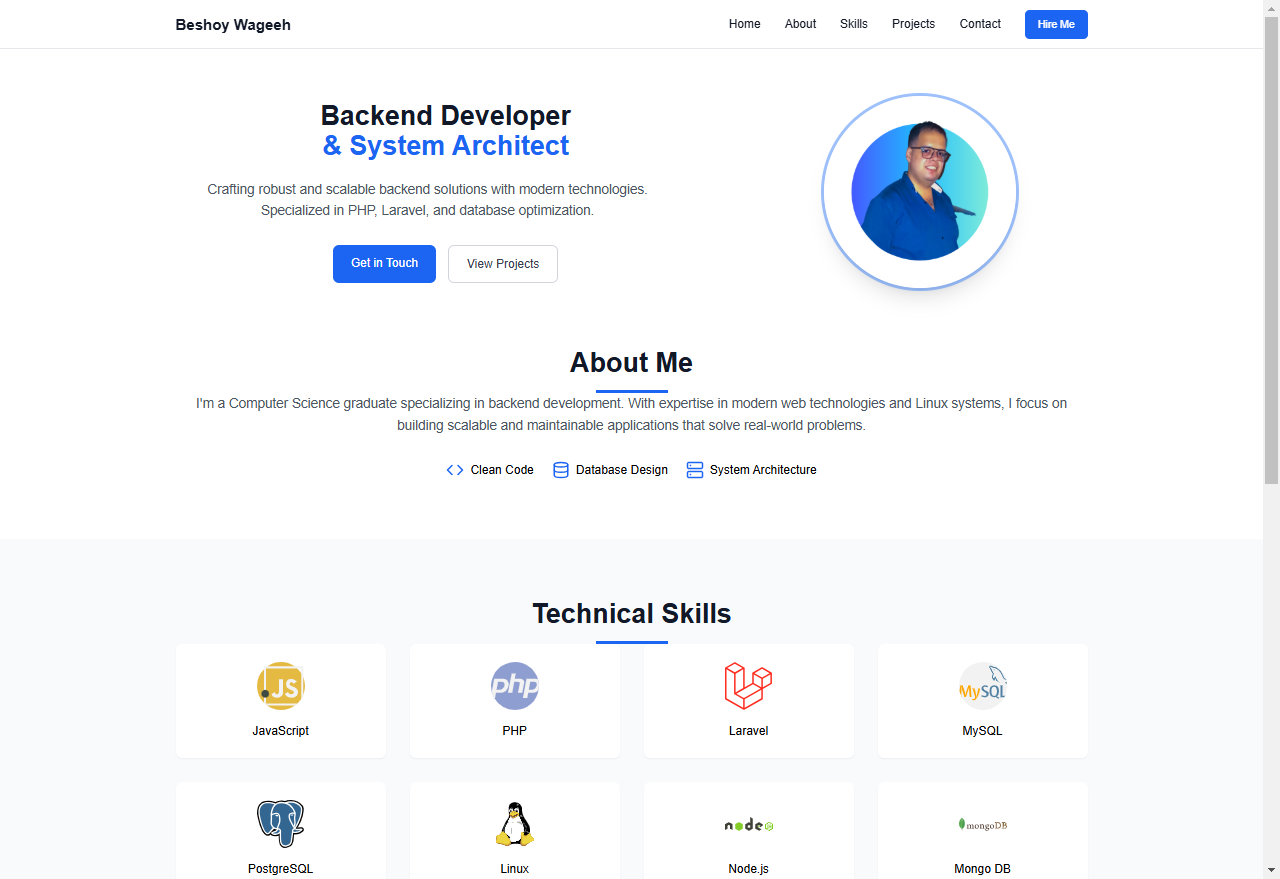 Beshoy Wageeh
Home About Skills Projects Contact Hire Me
Backend Developer
& System Architect
Crafting robust and scalable backend solutions with modern technologies.
Specialized in PHP, Laravel, and database optimization.
Get in Touch View Projects
About Me
I'm a Computer Science graduate specializing in backend development. With expertise in modern web technologies and Linux systems, I focus on
building scalable and maintainable applications that solve real-world problems.
Clean Code Database Design System Architecture
Technical Skills
JS php MySQL
JavaScript PHP Laravel MySQL
node mongoDB
PostgreSQL Linux Node.js Mongo DB